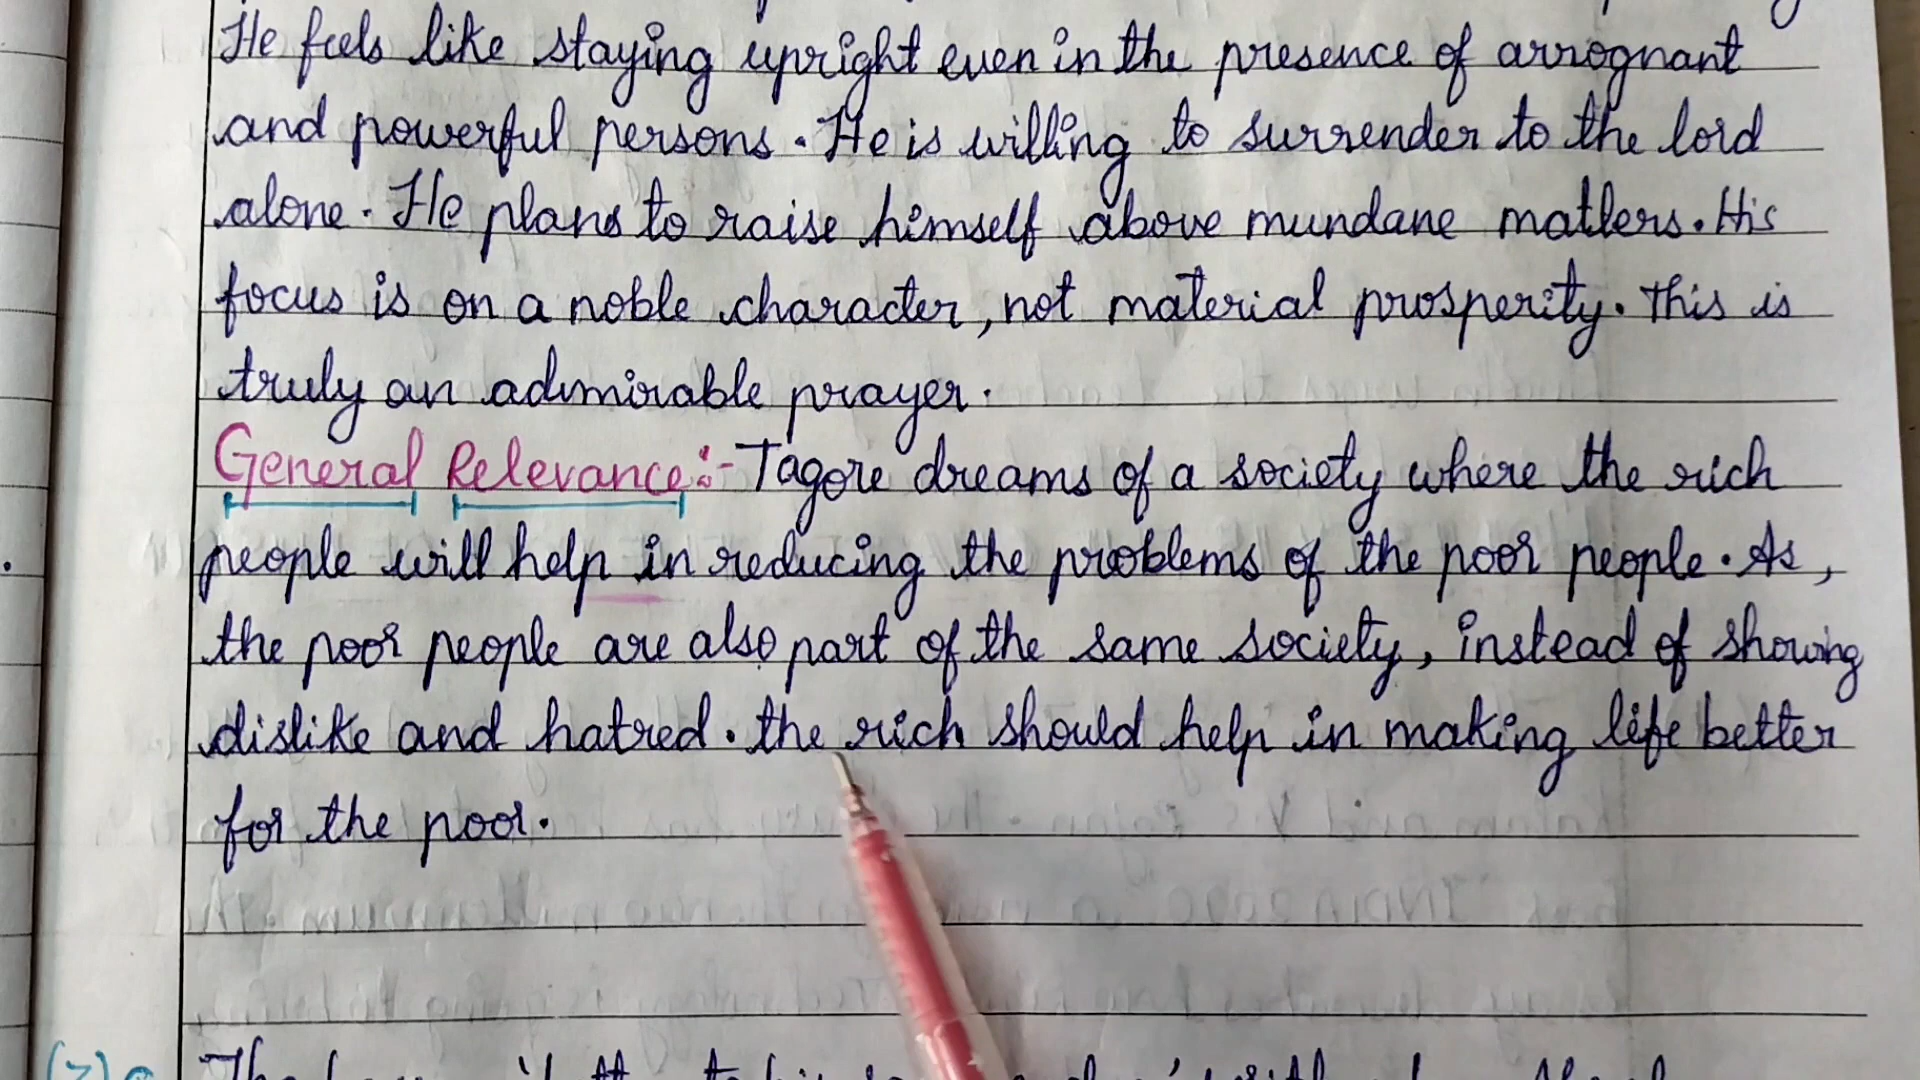 He feels like staying upright even in the presence of arrognant
and powerful persons. He is willing to surrender to the lord
alone. He plans to raise himself above mundane matters. His
focus is on a noble character, not material prosperity. This is
truly an admirable prayer.
General Relevance:- Tagore dreams of a society where the rich
people will help in reducing the problems of the poor people. As,
the poor people are also part of the same society, instead of showing
dislike and hatred. the rich should help in making life better
for the poor.